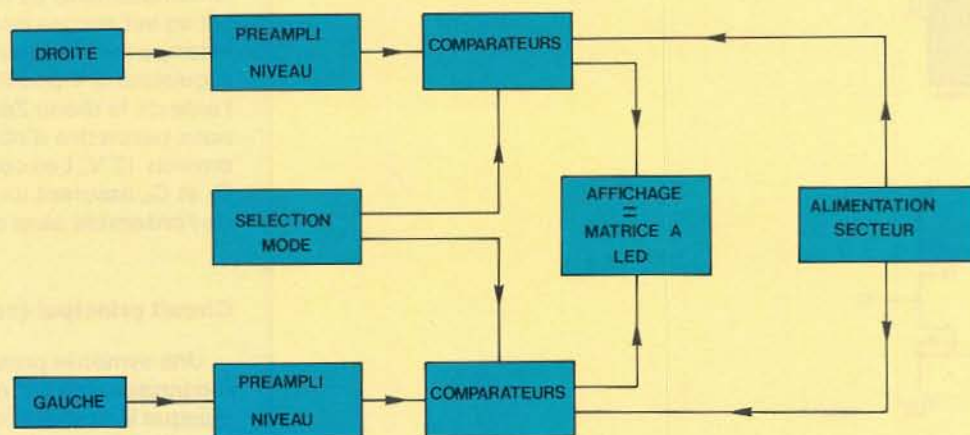 DROITE
PREAMPLI
NIVEAU
COMPARATEURS
SELECTION
MODE
AFFICHAGE
=
MATRICE A
LED
ALIMENTATION
SECTEUR
GAUCHE
PREAMPLI
NIVEAU
COMPARATEURS